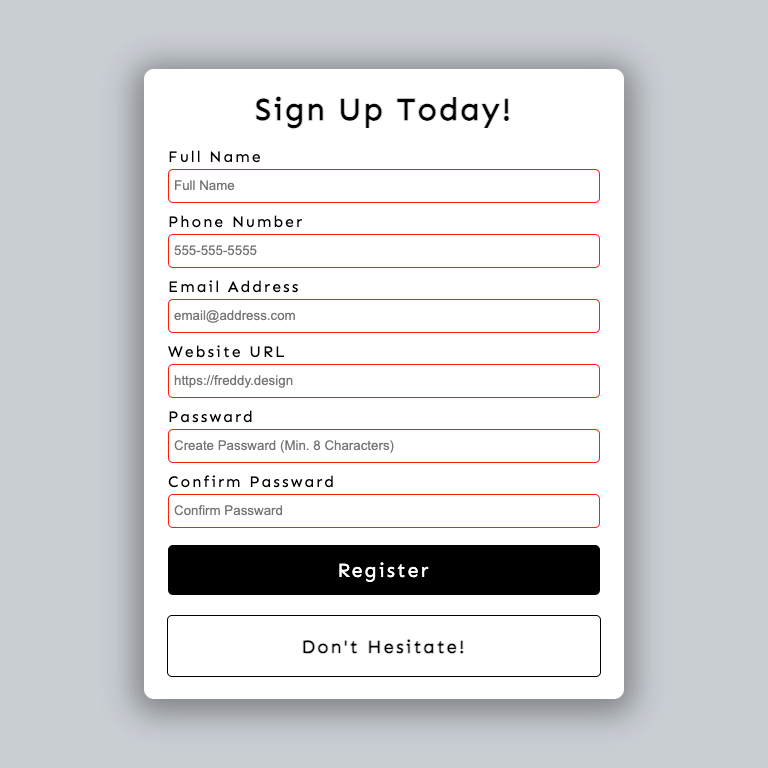 Sign Up Today!
Full Name
Full Name
Phone Number
555-555-5555
Email Address
email@address.com
Website URL
https://freddy.design
Password
Create Password (Min. 8 Characters)
Confirm Password
Confirm Password
Register
Don't Hesitate!